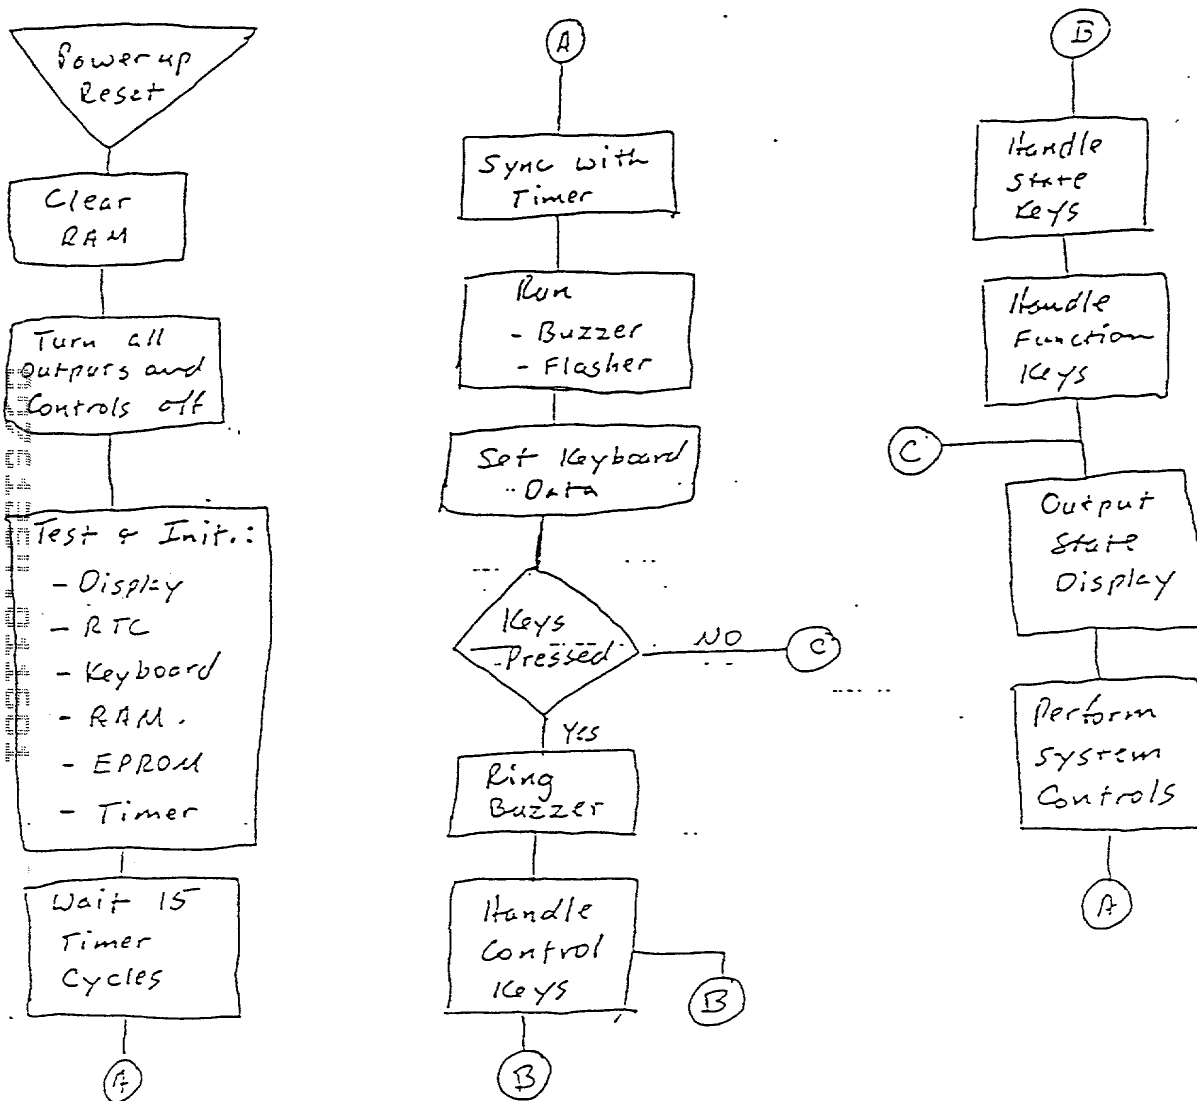 Power up
Reset
Clear
RAM
Turn all
outputs and
Controls off
Test & Init.:
- Display
- RTC
- Keyboard
- RAM.
- EPROM
- Timer
Wait 15
Timer
Cycles
A
A
Sync with
Timer
Run
- Buzzer
- Flasher
Set Keyboard
Data
Keys
Pressed
NO
C
Yes
Ring
Buzzer
Handle
Control
Keys
B
B
B
Handle
State
Keys
Handle
Function
Keys
C
Output
State
Display
Perform
System
Controls
A